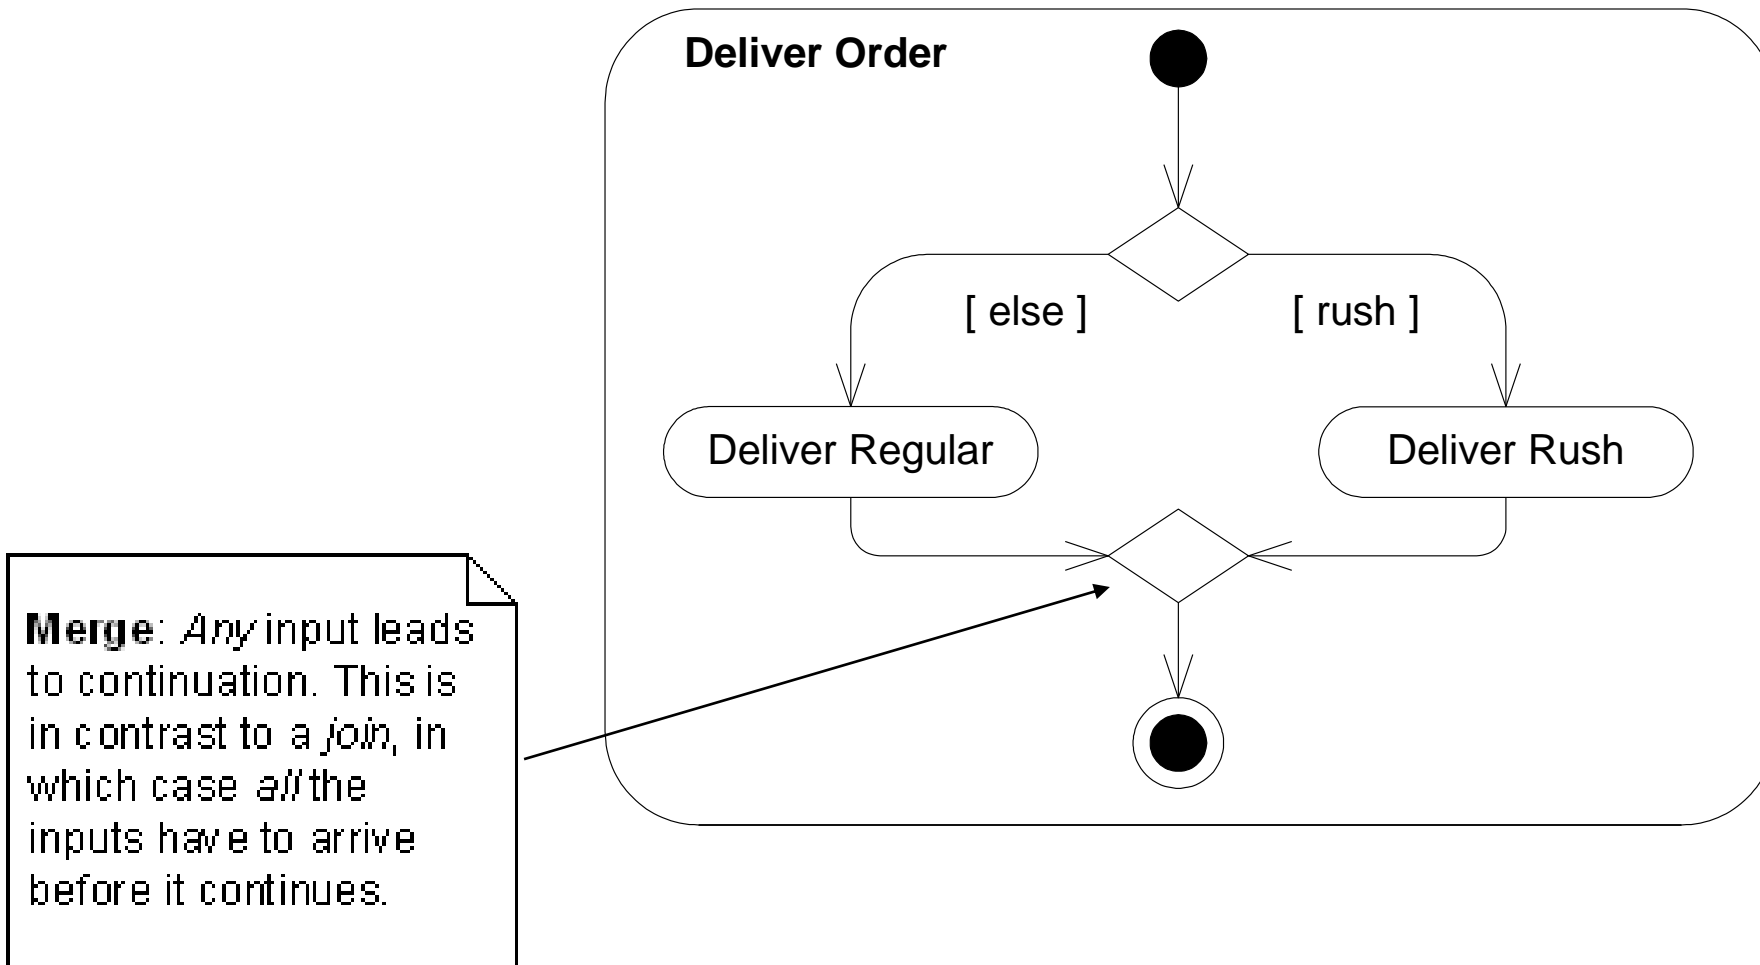 Deliver Order
[ else ]
[ rush ]
Deliver Regular
Deliver Rush
Merge: Any input leads
to continuation. This is
in contrast to a join, in
which case all the
inputs have to arrive
before it continues.